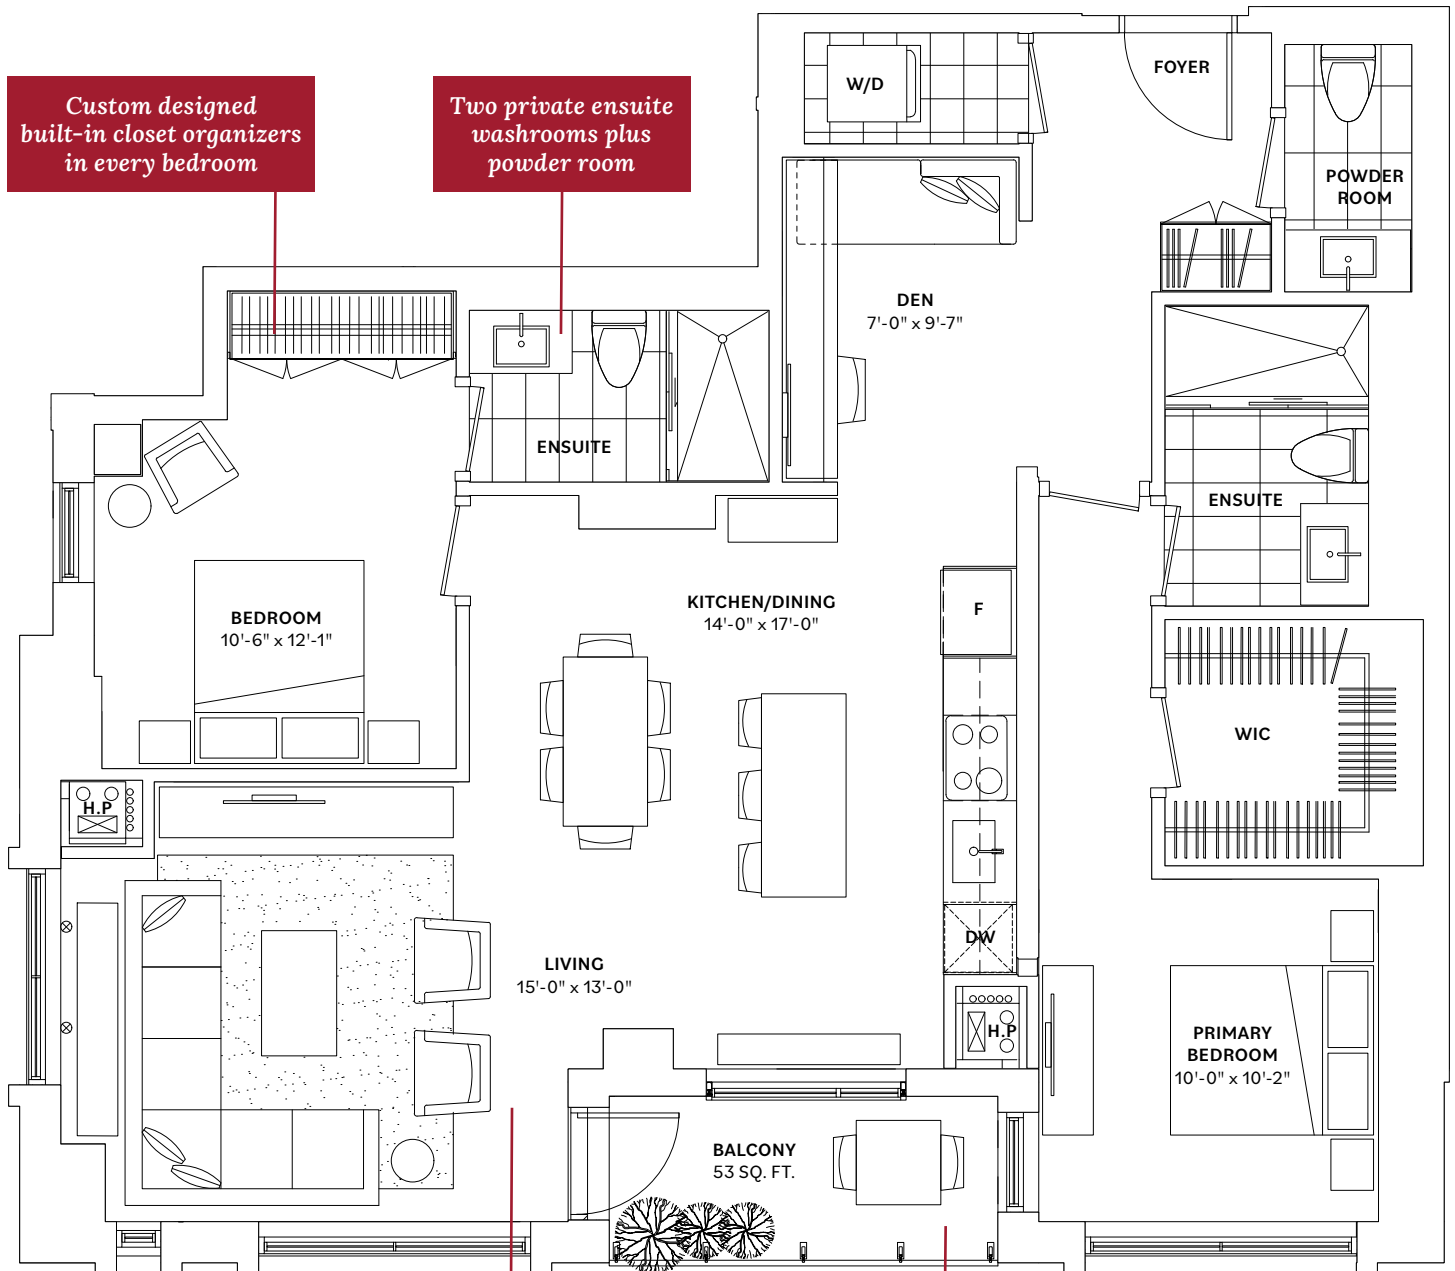 Custom designed
built-in closet organizers
in every bedroom
Two private ensuite
washrooms plus
powder room
W/D
FOYER
POWDER
ROOM
DEN
7'-0" x 9'-7"
ENSUITE
ENSUITE
BEDROOM
10'-6" x 12'-1"
KITCHEN/DINING
14'-0" x 17'-0"
F
WIC
H.P
DW
LIVING
15'-0" x 13'-0"
H.P
PRIMARY
BEDROOM
10'-0" x 10'-2"
BALCONY
53 SQ. FT.